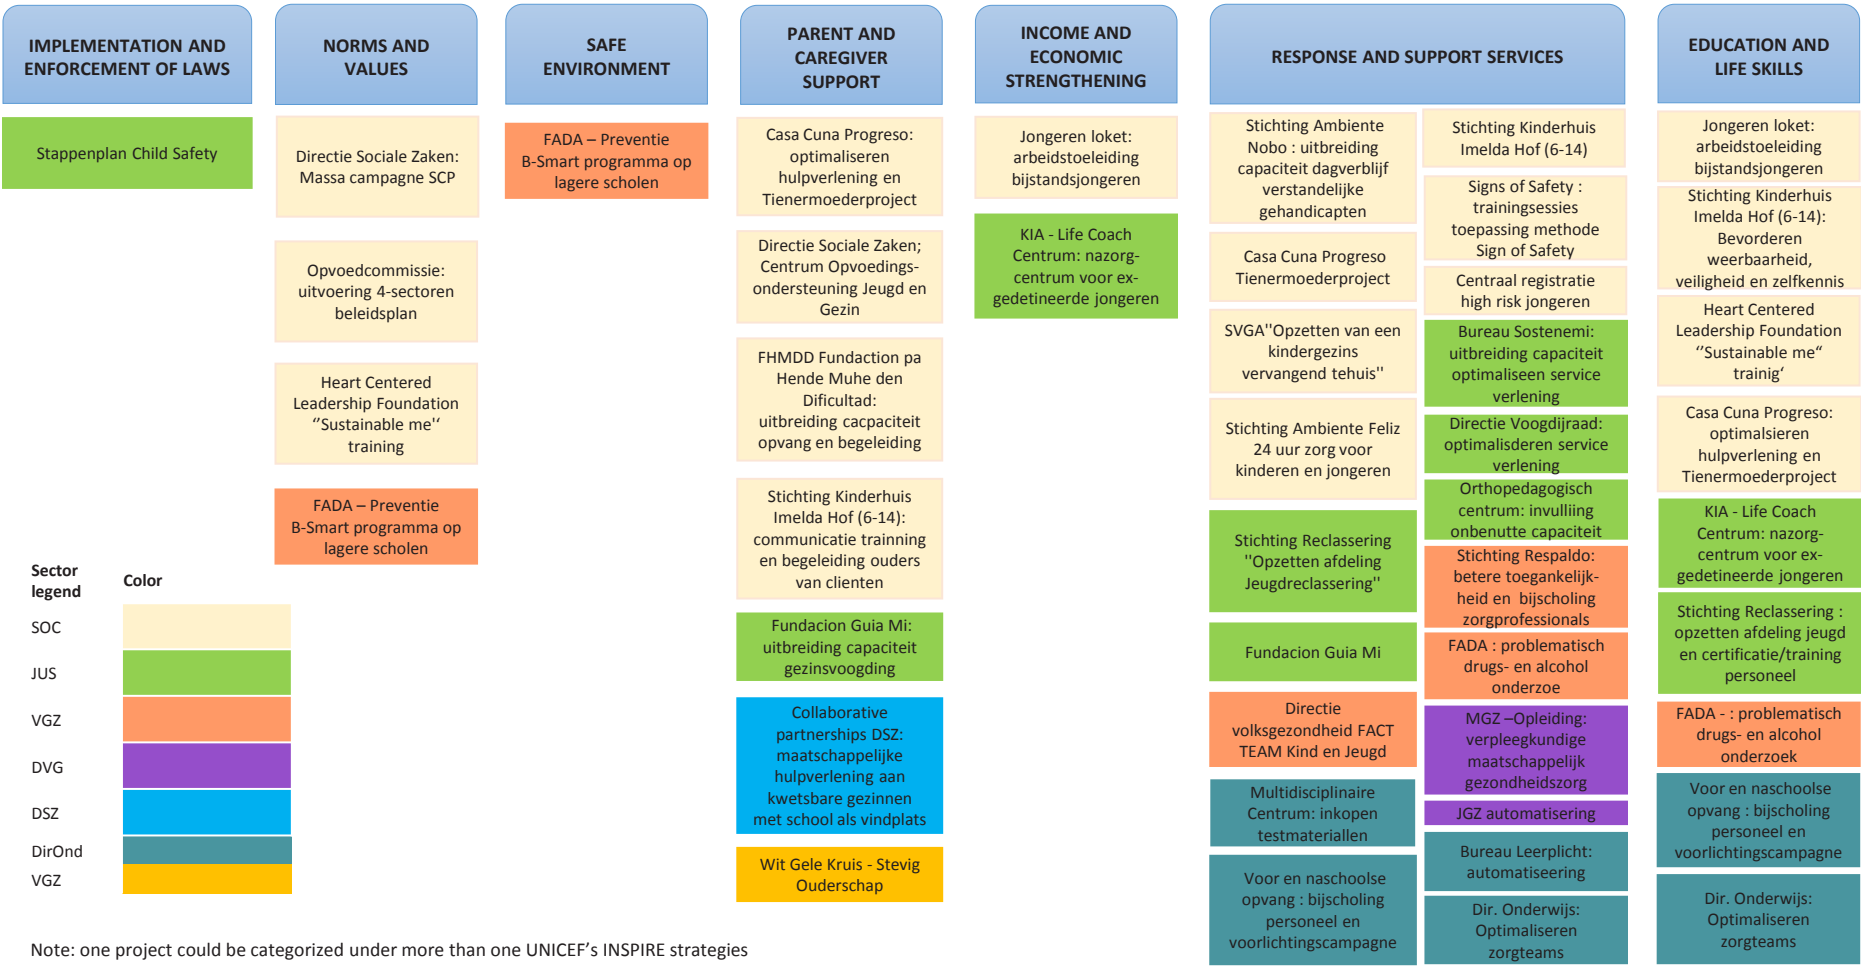 IMPLEMENTATION AND
ENFORCEMENT OF LAWS
Stappenplan Child Safety
NORMS AND
VALUES
Directie Sociale Zaken:
Massa campagne SCP
Opvoedcommissie:
uitvoering 4-sectoren
beleidsplan
Heart Centered
Leadership Foundation
‘’Sustainable me''
training
FADA – Preventie
B-Smart programma op
lagere scholen
SAFE
ENVIRONMENT
FADA – Preventie
B-Smart programma op
lagere scholen
PARENT AND
CAREGIVER
SUPPORT
Casa Cuna Progreso:
optimaliseren
hulpverlening en
Tienermoederproject
Directie Sociale Zaken;
Centrum Opvoedings-
ondersteuning Jeugd en
Gezin
FHMDD Fundaction pa
Hende Muhe den
Dificultad:
uitbreiding cacpaciteit
opvang en begeleiding
Stichting Kinderhuis
Imelda Hof (6-14):
communicatie trainning
en begeleiding ouders
van clienten
Fundacion Guia Mi:
uitbreiding capaciteit
gezinsvoogding
Collaborative
partnerships DSZ:
maatschappelijke
hulpverlening aan
kwetsbare gezinnen
met school als vindplats
Wit Gele Kruis - Stevig
Ouderschap
INCOME AND
ECONOMIC
STRENGTHENING
Jongeren loket:
arbeidstoeleiding
bijstandsjongeren
KIA - Life Coach
Centrum: nazorg-
centrum voor ex-
gedetineerde jongeren
RESPONSE AND SUPPORT SERVICES
Stichting Ambiente
Nobo : uitbreiding
capaciteit dagverblijf
verstandelijke
gehandicapten
Casa Cuna Progreso
Tienermoederproject
SVGA''Opzetten van een
kindergezins
vervangend tehuis''
Stichting Ambiente Feliz
24 uur zorg voor
kinderen en jongeren
Stichting Reclassering
''Opzetten afdeling
Jeugdreclassering''
Fundacion Guia Mi
Directie
volksgezondheid FACT
TEAM Kind en Jeugd
Multidisciplinaire
Centrum: inkopen
testmateriallen
Voor en naschoolse
opvang : bijscholing
personeel en
voorlichtingscampagne
Stichting Kinderhuis
Imelda Hof (6-14)
Signs of Safety :
trainingsessies
toepassing methode
Sign of Safety
Centraal registratie
high risk jongeren
Bureau Sostenemi:
uitbreiding capaciteit
optimaliseen service
verlening
Directie Voogdijraad:
optimalisderen service
verlening
Orthopedagogisch
centrum: invulliing
onbenutte capaciteit
Stichting Respaldo:
betere toegankelijk-
heid en bijscholing
zorgprofessionals
FADA : problematisch
drugs- en alcohol
onderzoe
MGZ –Opleiding:
verpleegkundige
maatschappelijk
gezondheidszorg
JGZ automatisering
Bureau Leerplicht:
automatiseering
Dir. Onderwijs:
Optimaliseren
zorgteams
EDUCATION AND
LIFE SKILLS
Jongeren loket:
arbeidstoeleiding
bijstandsjongeren
Stichting Kinderhuis
Imelda Hof (6-14):
Bevorderen
weerbaarheid,
veiligheid en zelfkennis
Heart Centered
Leadership Foundation
‘’Sustainable me“
trainig‘
Casa Cuna Progreso:
optimalsieren
hulpverlening en
Tienermoederproject
KIA - Life Coach
Centrum: nazorg-
centrum voor ex-
gedetineerde jongeren
Stichting Reclassering :
opzetten afdeling jeugd
en certificatie/training
personeel
FADA - : problematisch
drugs- en alcohol
onderzoek
Voor en naschoolse
opvang : bijscholing
personeel en
voorlichtingscampagne
Dir. Onderwijs:
Optimaliseren
zorgteams
Sector
legend
Color
SOC
JUS
VGZ
DVG
DSZ
DirOnd
VGZ
Note: one project could be categorized under more than one UNICEF's INSPIRE strategies